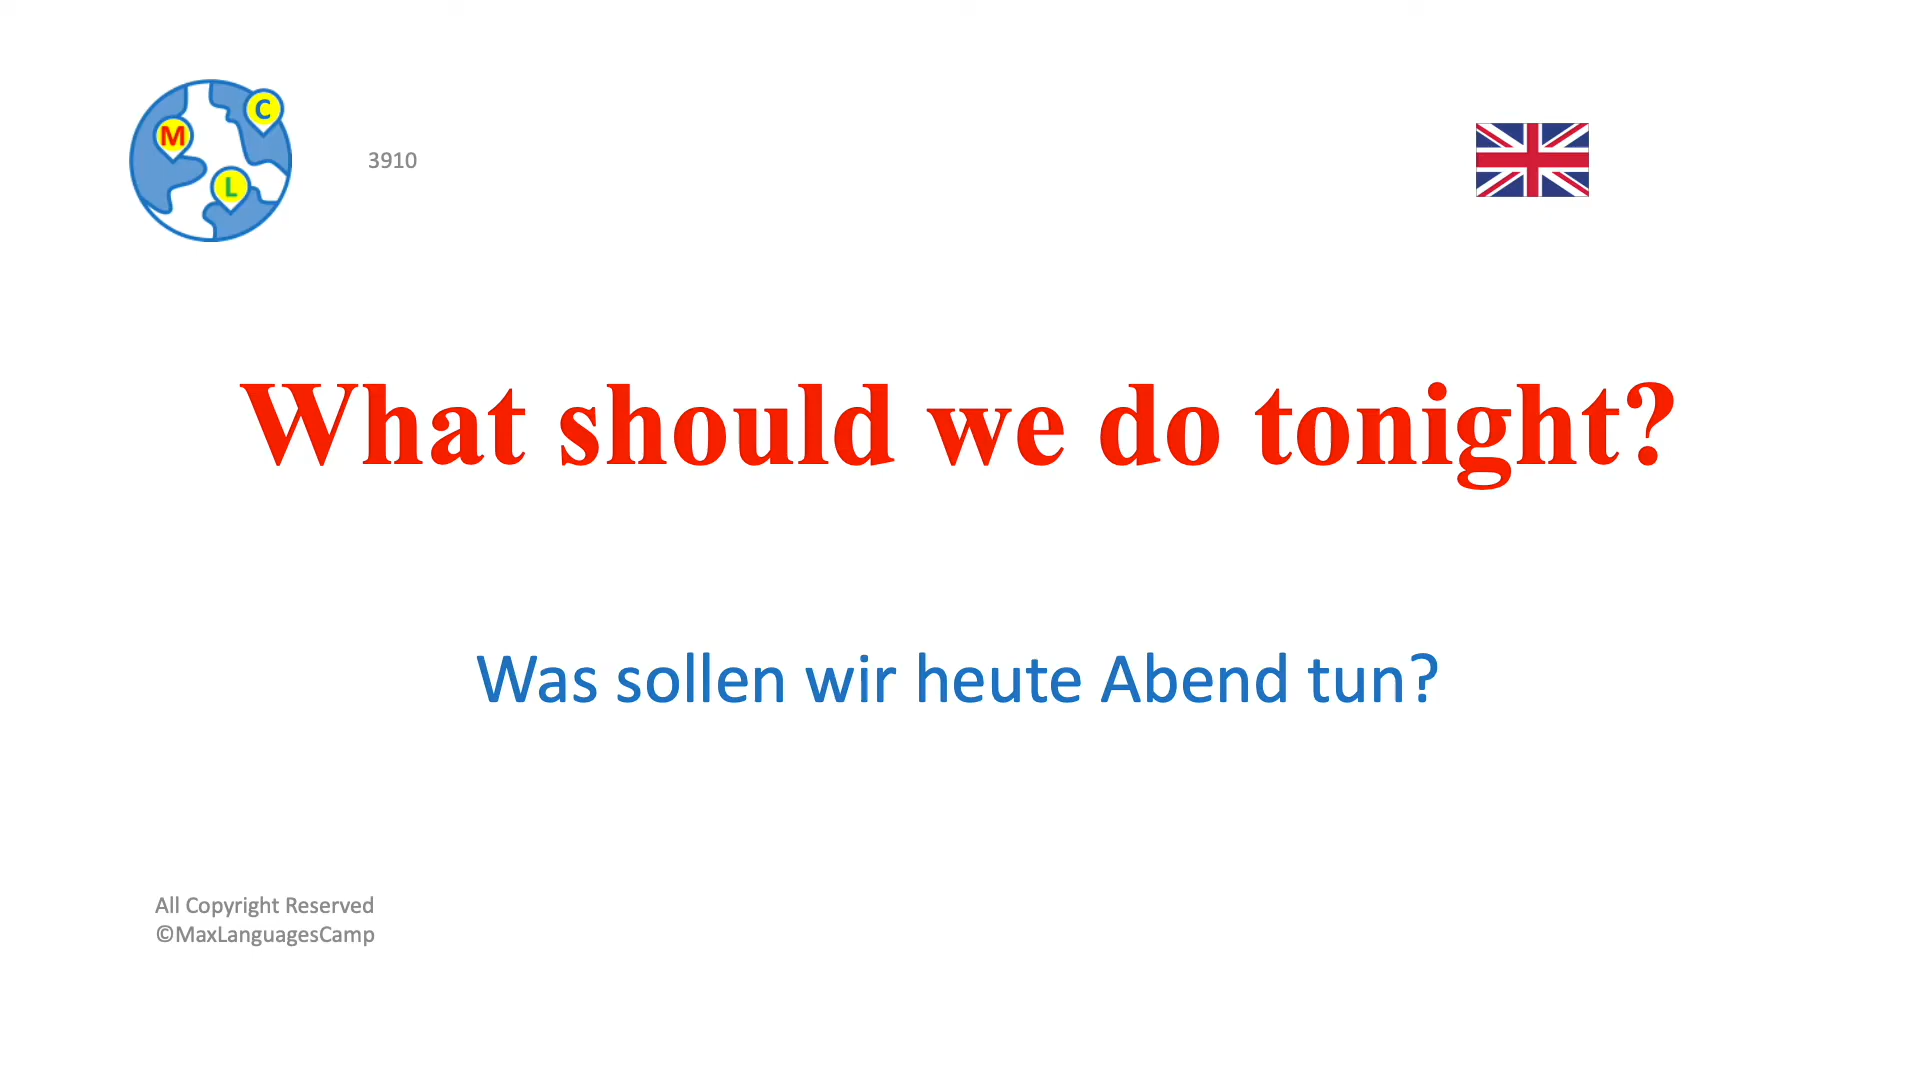 M
C
L
3910
What should we do tonight?
Was sollen wir heute Abend tun?
All Copyright Reserved
©MaxLanguagesCamp